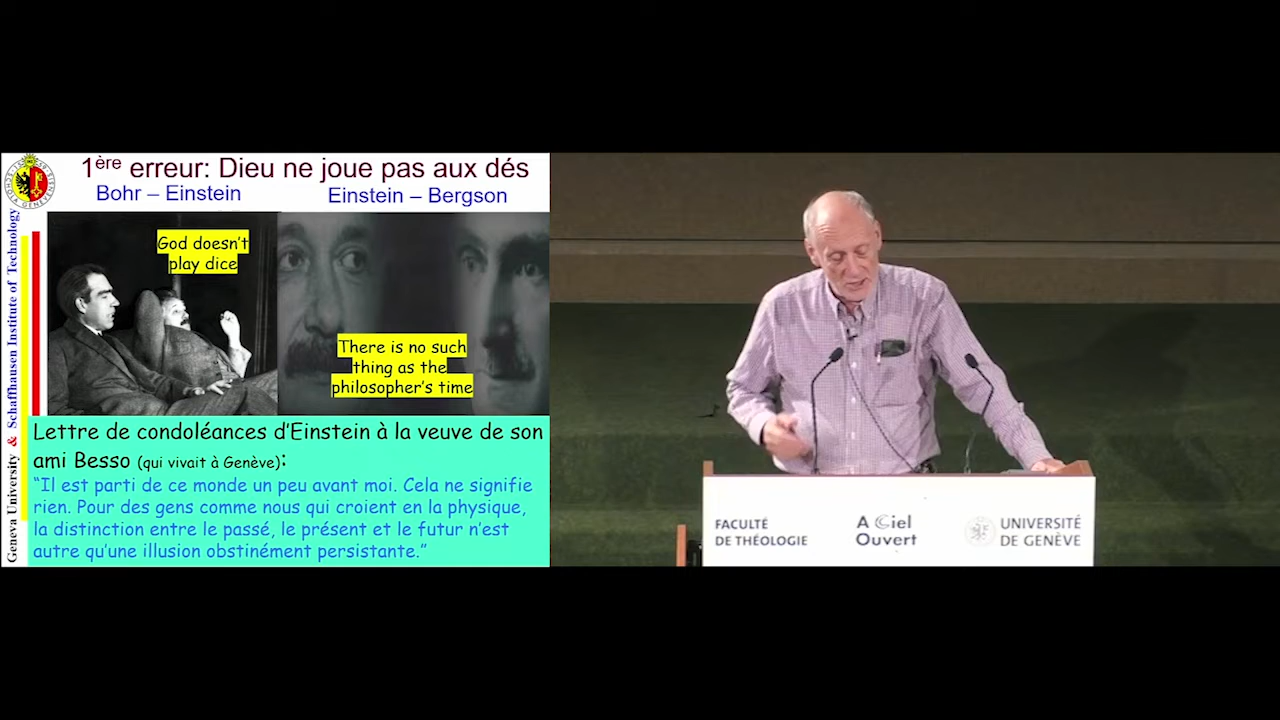 1ère erreur: Dieu ne joue pas aux dés
Bohr – Einstein
Einstein – Bergson
God doesn't
play dice
There is no such
thing as the
philosopher's time
Geneva University & Schaffhausen Institute of Technology
Lettre de condoléances d'Einstein à la veuve de son
ami Besso (qui vivait à Genève):
“Il est parti de ce monde un peu avant moi. Cela ne signifie
rien. Pour des gens comme nous qui croient en la physique,
la distinction entre le passé, le présent et le futur n'est
autre qu'une illusion obstinément persistante.”
FACULTÉ
DE THÉOLOGIE
A Ciel
Ouvert
UNIVERSITÉ
DE GENÈVE